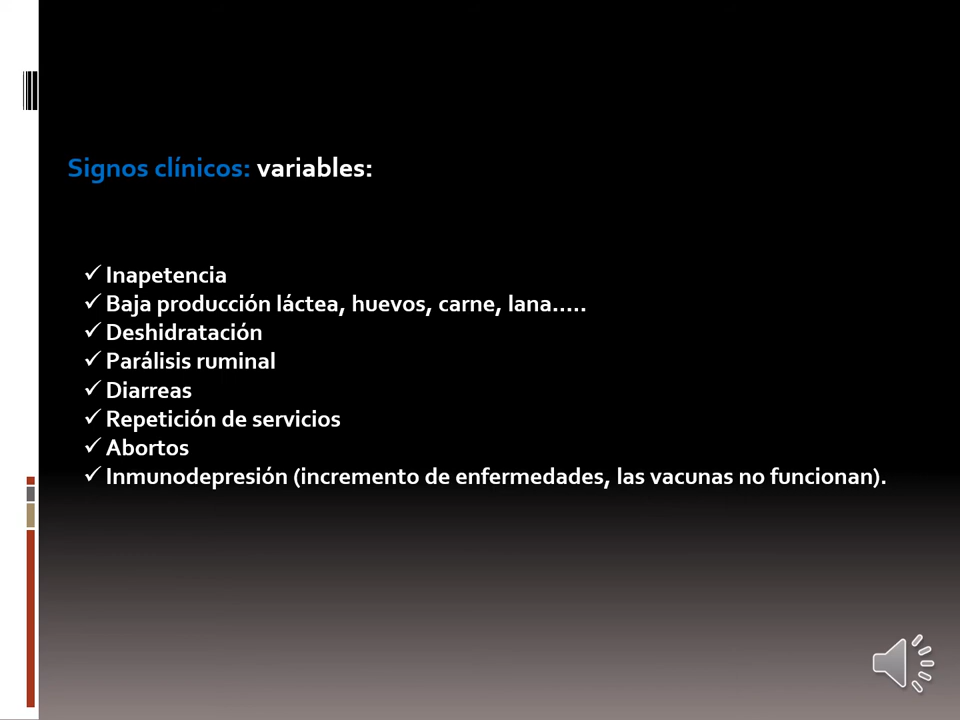 Signos clínicos: variables:
✓ Inapetencia
✓ Baja producción láctea, huevos, carne, lana.....
✓ Deshidratación
✓ Parálisis ruminal
✓ Diarreas
✓ Repetición de servicios
✓ Abortos
✓ Inmunodepresión (incremento de enfermedades, las vacunas no funcionan).